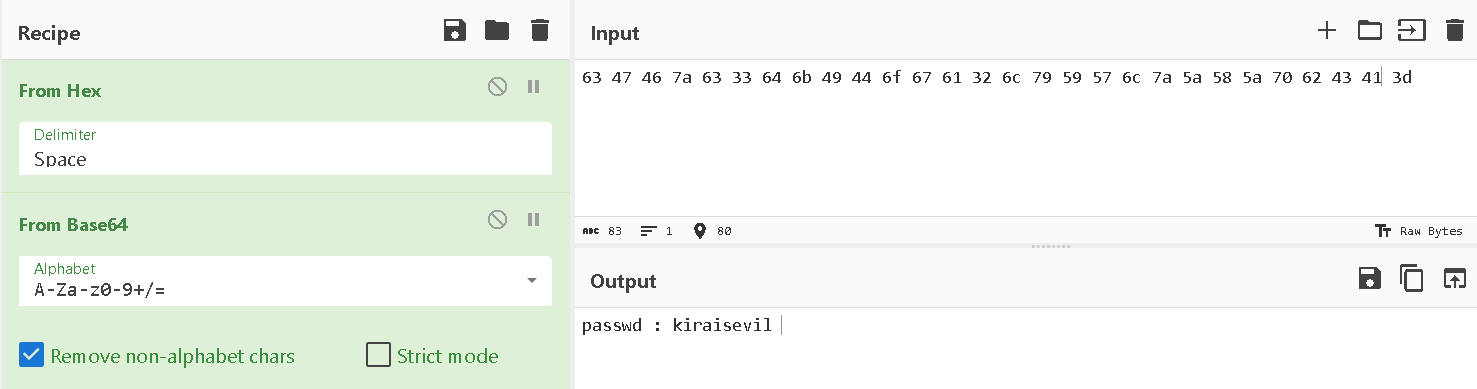 Recipe
From Hex
Delimiter
Space
From Base64
Alphabet
A-Za-z0-9+/=
Remove non-alphabet chars
Strict mode
Input
63 47 46 7a 63 33 64 6b 49 44 6f 67 61 32 6c 79 59 57 6c 7a 5a 58 5a 70 62 43 41 3d
ABC 83 1 80
Tт Raw Bytes
Output
passwd : kiraisevil